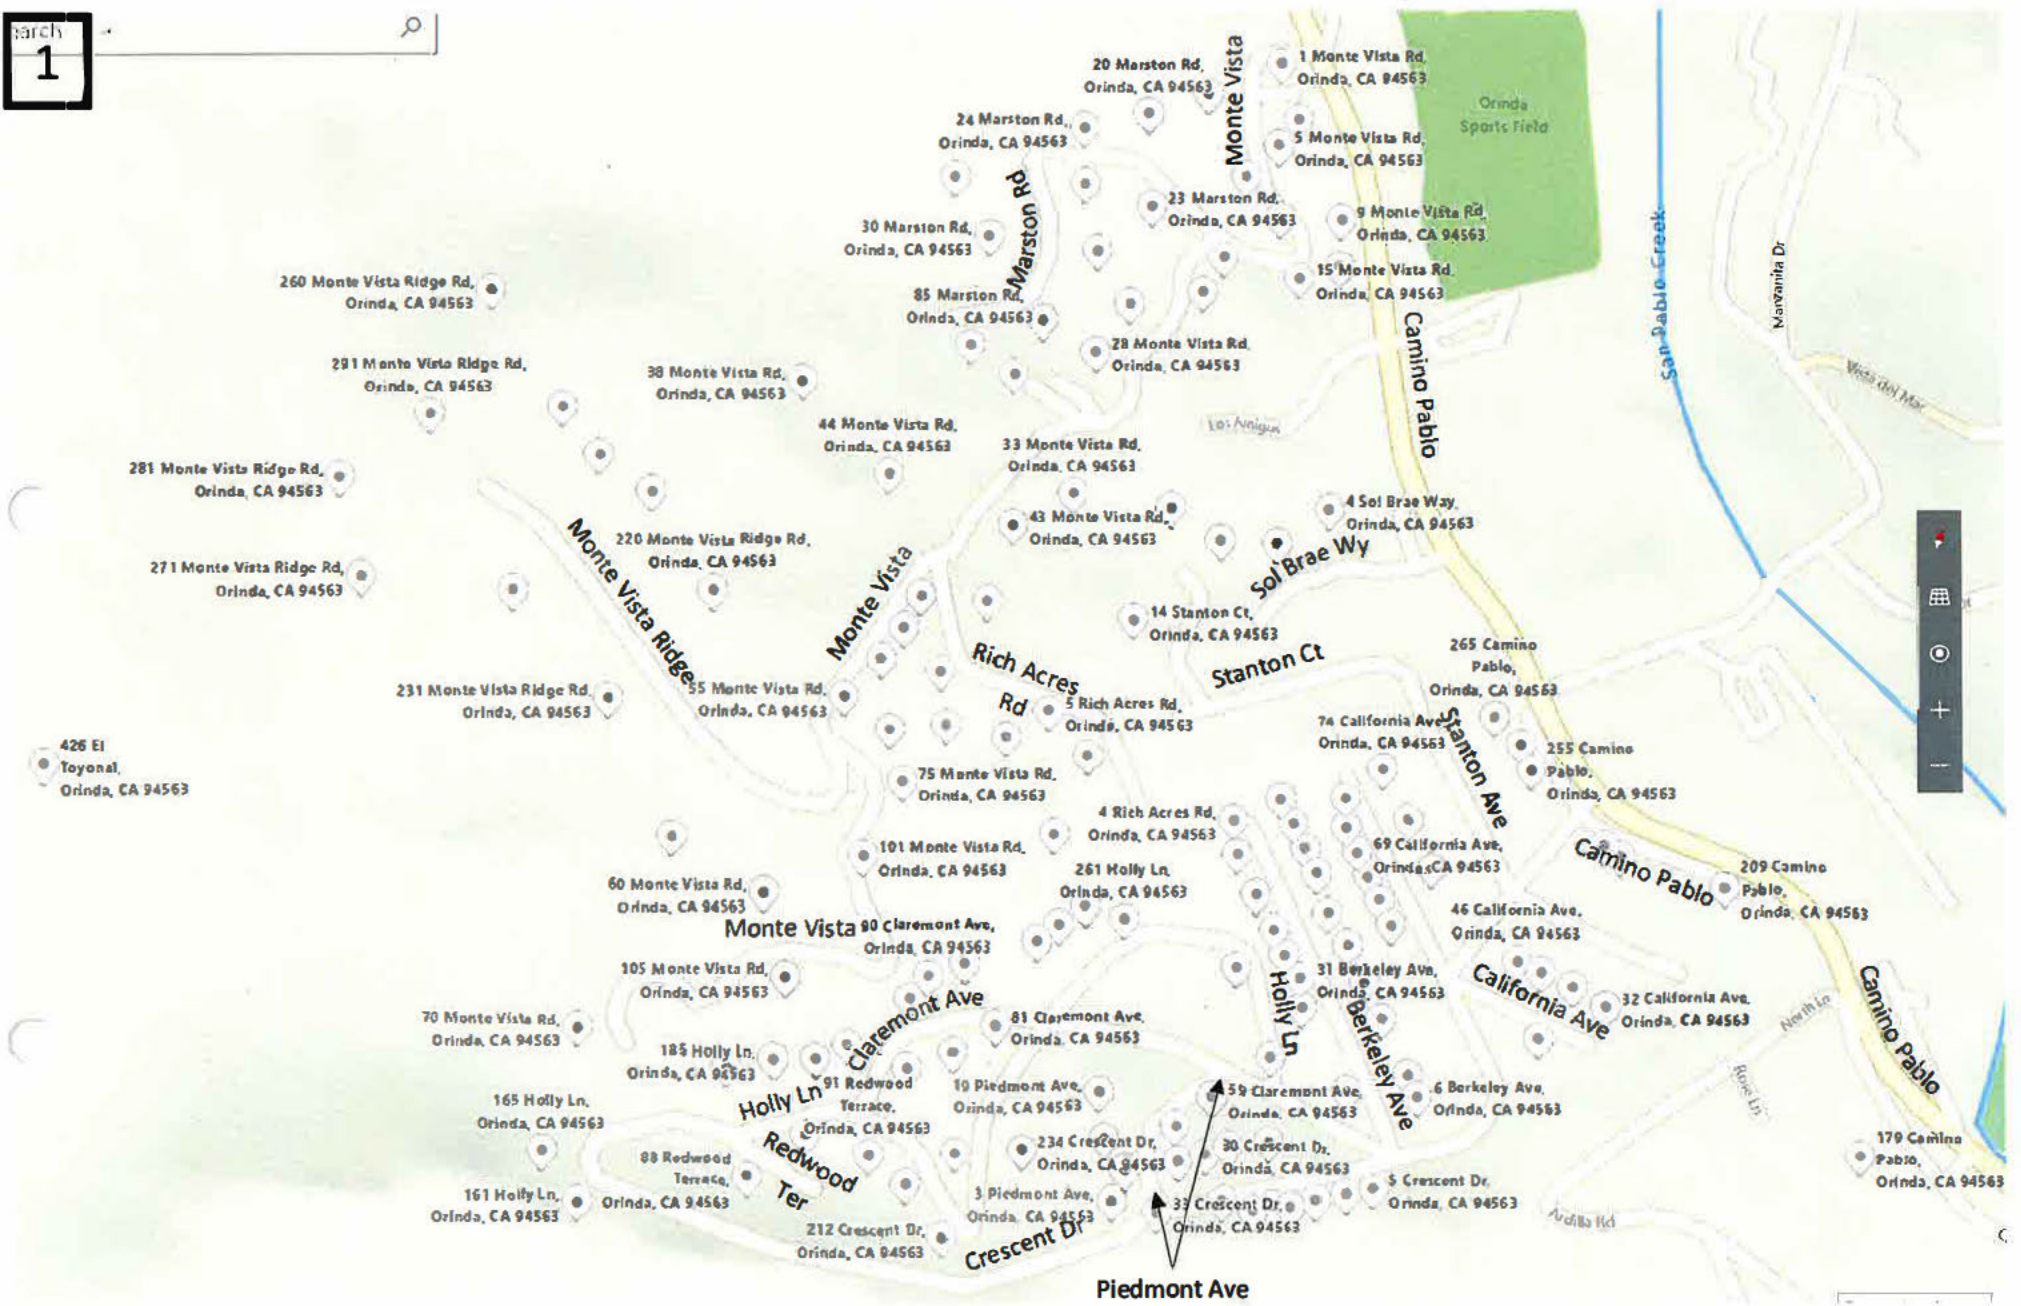 arch
1
20 Marston Rd,
Orinda, CA 94563
Monte Vista
1 Monte Vista Rd,
Orinda, CA 94563
Orinda
Sports Field
24 Marston Rd,
Orinda, CA 94563
5 Monte Vista Rd,
Orinda, CA 94563
Marston Rd
23 Marston Rd,
Orinda, CA 94563
9 Monte Vista Rd,
Orinda, CA 94563
30 Marston Rd,
Orinda, CA 94563
San Pablo Creek
Manzanita Dr
260 Monte Vista Ridge Rd,
Orinda, CA 94563
85 Marston Rd,
Orinda, CA 94563
15 Monte Vista Rd,
Orinda, CA 94563
Camino Pablo
28 Monte Vista Rd,
Orinda, CA 94563
291 Monte Vista Ridge Rd,
Orinda, CA 94563
38 Monte Vista Rd,
Orinda, CA 94563
Vista del Mar
44 Monte Vista Rd,
Orinda, CA 94563
Los Amigos
33 Monte Vista Rd,
Orinda, CA 94563
281 Monte Vista Ridge Rd,
Orinda, CA 94563
43 Monte Vista Rd,
Orinda, CA 94563
4 Sol Brae Way,
Orinda, CA 94563
Sol Brae Wy
220 Monte Vista Ridge Rd,
Orinda, CA 94563
Monte Vista Ridge
Monte Vista
271 Monte Vista Ridge Rd,
Orinda, CA 94563
14 Stanton Ct,
Orinda, CA 94563
Stanton Ct
Rich Acres
Rd
265 Camino
Pablo,
Orinda, CA 94563
231 Monte Vista Ridge Rd,
Orinda, CA 94563
55 Monte Vista Rd,
Orinda, CA 94563
5 Rich Acres Rd,
Orinda, CA 94563
74 California Ave,
Orinda, CA 94563
Stanton Ave
255 Camino
Pablo,
Orinda, CA 94563
426 El
Toyonal,
Orinda, CA 94563
75 Monte Vista Rd,
Orinda, CA 94563
4 Rich Acres Rd,
Orinda, CA 94563
101 Monte Vista Rd,
Orinda, CA 94563
69 California Ave,
Orinda, CA 94563
Camino Pablo
209 Camino
Pablo,
Orinda, CA 94563
261 Holly Ln,
Orinda, CA 94563
60 Monte Vista Rd,
Orinda, CA 94563
Monte Vista
90 Claremont Ave,
Orinda, CA 94563
46 California Ave,
Orinda, CA 94563
105 Monte Vista Rd,
Orinda, CA 94563
Holly Ln
31 Berkeley Ave,
Orinda, CA 94563
California Ave
32 California Ave,
Orinda, CA 94563
Camino Pablo
North Ln
Claremont Ave
81 Claremont Ave,
Orinda, CA 94563
Berkeley Ave
70 Monte Vista Rd,
Orinda, CA 94563
185 Holly Ln,
Orinda, CA 94563
Holly Ln
91 Redwood
Terrace,
Orinda, CA 94563
19 Piedmont Ave,
Orinda, CA 94563
59 Claremont Ave,
Orinda, CA 94563
6 Berkeley Ave,
Orinda, CA 94563
Rose Ln
165 Holly Ln,
Orinda, CA 94563
Redwood
Ter
88 Redwood
Terrace,
Orinda, CA 94563
234 Crescent Dr,
Orinda, CA 94563
30 Crescent Dr,
Orinda, CA 94563
179 Camino
Pablo,
Orinda, CA 94563
161 Holly Ln,
Orinda, CA 94563
3 Piedmont Ave,
Orinda, CA 94563
33 Crescent Dr,
Orinda, CA 94563
5 Crescent Dr,
Orinda, CA 94563
Ardilla Rd
212 Crescent Dr,
Orinda, CA 94563
Crescent Dr
Piedmont Ave